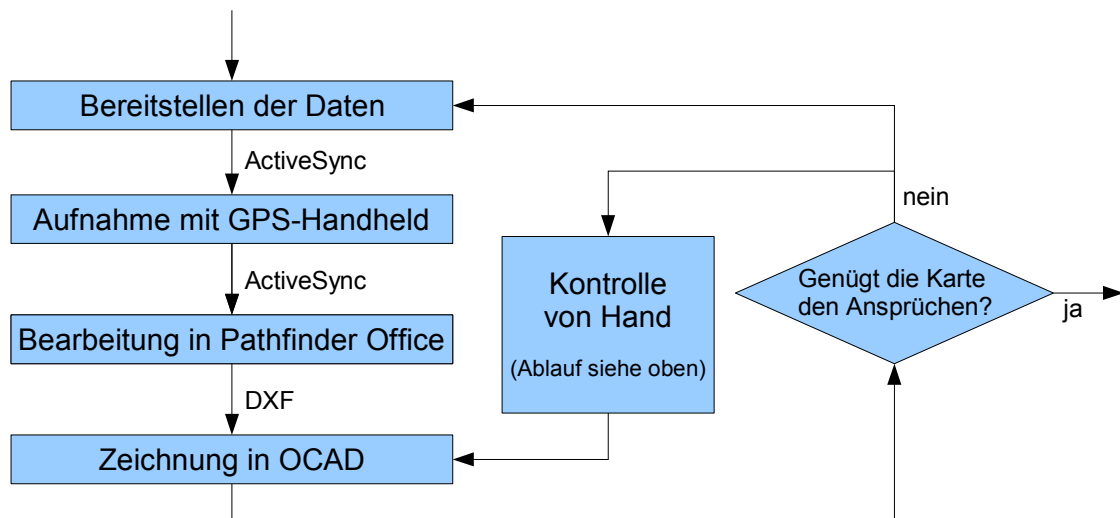 Bereitstellen der Daten
ActiveSync
Aufnahme mit GPS-Handheld
ActiveSync
Bearbeitung in Pathfinder Office
DXF
Zeichnung in OCAD
Kontrolle
von Hand
(Ablauf siehe oben)
nein
Genügt die Karte
den Ansprüchen?
ja